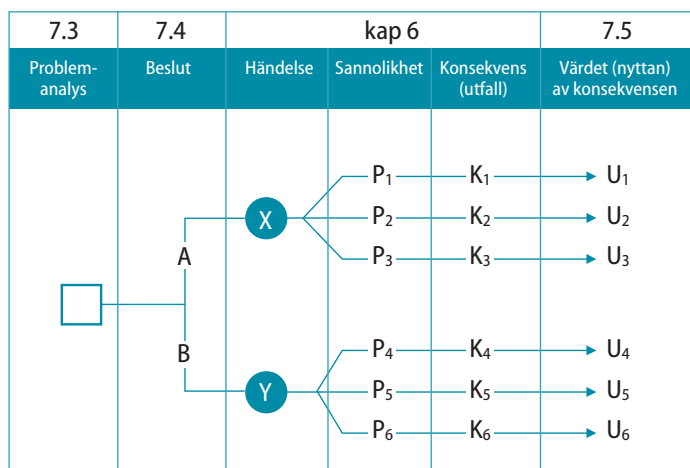 7.3 7.4 kap 6 7.5
Problem-
analys
Beslut
Händelse
Sannolikhet
Konsekvens
(utfall)
Värdet (nyttan)
av konsekvensen
P1 K1 U1
X P2 K2 U2
P3 K3 U3
A
B
P4 K4 U4
Y P5 K5 U5
P6 K6 U6